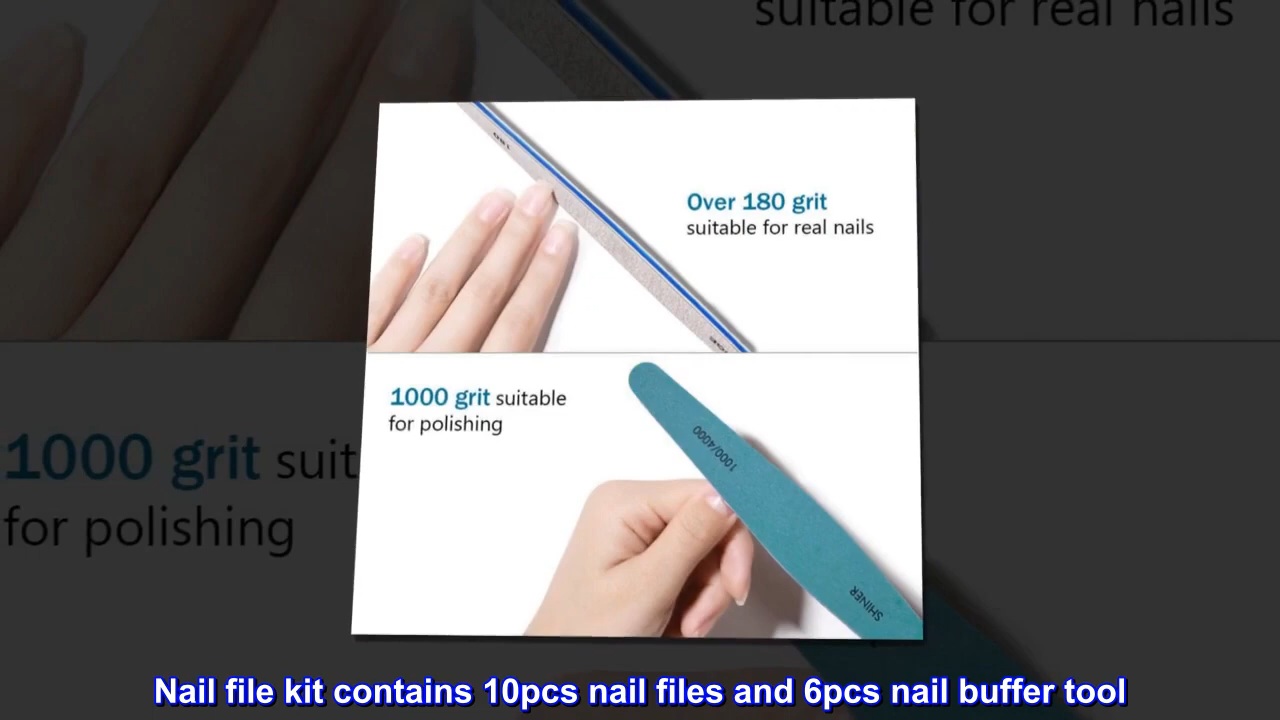 suitable for real nails
Over 180 grit
suitable for real nails
1000 grit suitable
for polishing
1000 grit suit
for polishing
1000/4000
SHINER
Nail file kit contains 10pcs nail files and 6pcs nail buffer tool